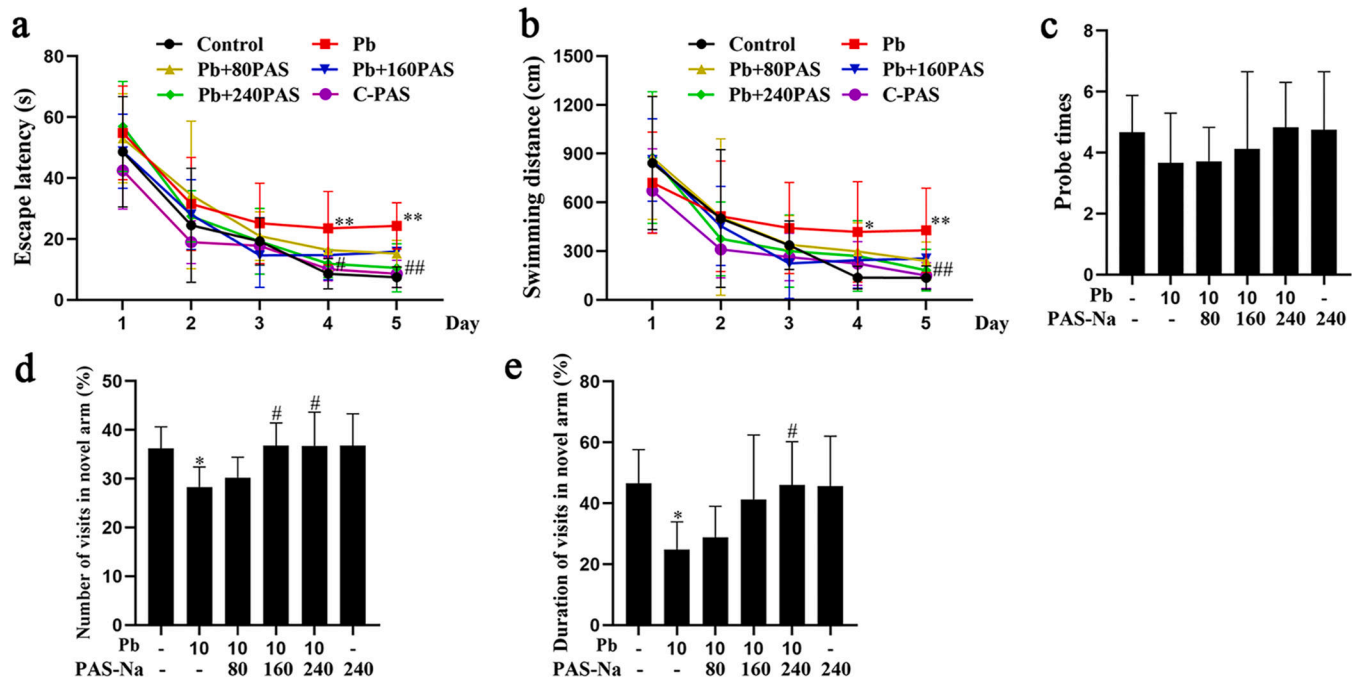 a
Control Pb
Pb+80PAS Pb+160PAS
Pb+240PAS C-PAS
Escape latency (s)
80
60
40
20
0
**
**
#
##
1 2 3 4 5 Day
b
Control Pb
Pb+80PAS Pb+160PAS
Pb+240PAS C-PAS
Swimming distance (cm)
1500
1200
900
600
300
0
*
**
##
1 2 3 4 5 Day
c
Probe times
8
6
4
2
0
Pb - 10 10 10 10 -
PAS-Na - - 80 160 240 240
d
Number of visits in novel arm (%)
50
40
30
20
10
0
*
# #
Pb - 10 10 10 10 -
PAS-Na - - 80 160 240 240
e
Duration of visits in novel arm (%)
80
60
40
20
0
*
#
Pb - 10 10 10 10 -
PAS-Na - - 80 160 240 240